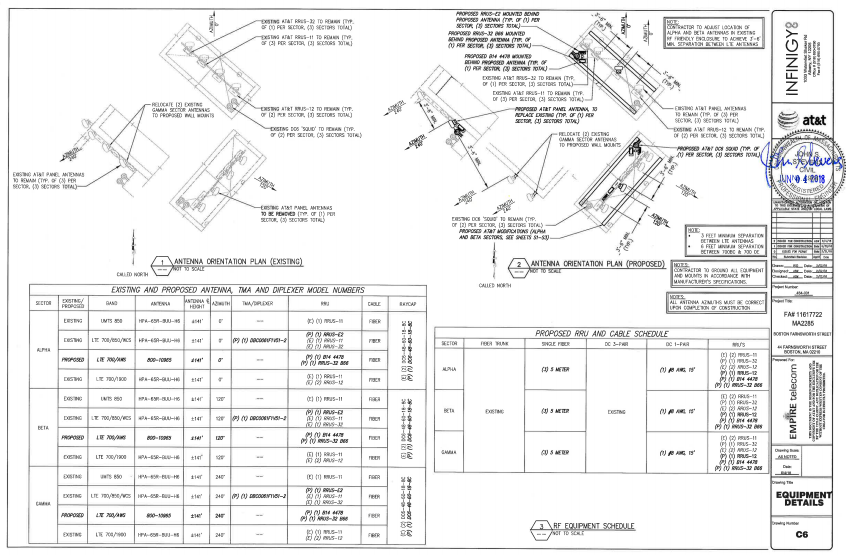 EXISTING AT&T RRUS-32 TO REMAIN (TYP.
OF (1) PER SECTOR, (3) SECTORS TOTAL)
EXISTING AT&T RRUS-11 TO REMAIN (TYP.
OF (3) PER SECTOR, (3) SECTORS TOTAL)
RELOCATE (2) EXISTING
GAMMA SECTOR ANTENNAS
TO PROPOSED WALL MOUNTS
EXISTING AT&T RRUS-12 TO REMAIN (TYP.
OF (2) PER SECTOR, (3) SECTORS TOTAL)
EXISTING DC6 'SQUID' TO REMAIN (TYP.
OF (1) PER SECTOR, (3) SECTORS TOTAL)
EXISTING AT&T PANEL ANTENNAS
TO REMAIN (TYP. OF (3) PER
SECTOR, (3) SECTORS TOTAL)
EXISTING AT&T PANEL ANTENNAS
TO BE REMOVED (TYP. OF (1) PER
SECTOR, (3) SECTORS TOTAL)
AZIMUTH
0°
AZIMUTH
240°
AZIMUTH
120°
CALLED NORTH
1 ANTENNA ORIENTATION PLAN (EXISTING)
NOT TO SCALE
PROPOSED RRUS-E2 MOUNTED BEHIND
PROPOSED ANTENNA (TYP. OF (1) PER
SECTOR, (3) SECTORS TOTAL)
PROPOSED RRUS-32 B66 MOUNTED
BEHIND PROPOSED ANTENNA (TYP. OF
(1) PER SECTOR, (3) SECTORS TOTAL)
PROPOSED B14 4478 MOUNTED
BEHIND PROPOSED ANTENNA (TYP. OF
(1) PER SECTOR, (3) SECTORS TOTAL)
EXISTING AT&T RRUS-32 TO REMAIN (TYP.
OF (1) PER SECTOR, (3) SECTORS TOTAL)
EXISTING AT&T RRUS-11 TO REMAIN (TYP.
OF (3) PER SECTOR, (3) SECTORS TOTAL)
PROPOSED AT&T PANEL ANTENNA, TO
REPLACE EXISTING (TYP. OF (1) PER
SECTOR, (3) SECTORS TOTAL)
RELOCATE (2) EXISTING
GAMMA SECTOR ANTENNAS
TO PROPOSED WALL MOUNTS
EXISTING AT&T PANEL ANTENNAS
TO REMAIN (TYP. OF (3) PER
SECTOR, (3) SECTORS TOTAL)
EXISTING AT&T RRUS-12 TO REMAIN (TYP.
OF (2) PER SECTOR, (3) SECTORS TOTAL)
PROPOSED AT&T DC6 SQUID (TYP. OF
(1) PER SECTOR, (3) SECTORS TOTAL)
EXISTING DC6 'SQUID' TO REMAIN (TYP.
OF (1) PER SECTOR, (3) SECTORS TOTAL)
PROPOSED AT&T MODIFICATIONS (ALPHA
AND BETA SECTORS, SEE SHEETS S1-S3)
2 ANTENNA ORIENTATION PLAN (PROPOSED)
NOT TO SCALE
CALLED NORTH
NOTE:
CONTRACTOR TO ADJUST LOCATION OF
ALPHA AND BETA ANTENNAS IN EXISTING
RF FRIENDLY ENCLOSURE TO ACHIEVE 3'-6"
MIN. SEPARATION BETWEEN LTE ANTENNAS
NOTE:
• 3 FEET MINIMUM SEPARATION
BETWEEN LTE ANTENNAS
• 6 FEET MINIMUM SEPARATION
BETWEEN 700BC & 700 DE
NOTES:
CONTRACTOR TO GROUND ALL EQUIPMENT
AND MOUNTS IN ACCORDANCE WITH
MANUFACTURER'S SPECIFICATIONS.
NOTES:
ALL ANTENNA AZIMUTHS MUST BE CORRECT
UPON COMPLETION OF CONSTRUCTION
EXISTING AND PROPOSED ANTENNA, TMA AND DIPLEXER MODEL NUMBERS
SECTOR EXISTING/PROPOSED BAND ANTENNA ANTENNA ℄ HEIGHT AZIMUTH TMA/DIPLEXER RRU CABLE RAYCAP
ALPHA
EXISTING UMTS 850 HPA-65R-BUU-H6 ±141' 0° --- (E) (1) RRUS-11 FIBER
EXISTING LTE 700/850/WCS HPA-65R-BUU-H6 ±141' 0° (P) (1) DBC0061F1V51-2 (P) (1) RRUS-E2 (E) (1) RRUS-11 (E) (1) RRUS-32 FIBER
PROPOSED LTE 700/AWS 800-10965 ±141' 0° --- (P) (1) B14 4478 (P) (1) RRUS-32 B66 FIBER
EXISTING LTE 700/1900 HPA-65R-BUU-H6 ±141' 0° --- (E) (1) RRUS-11 (E) (2) RRUS-12 FIBER
BETA
EXISTING UMTS 850 HPA-65R-BUU-H6 ±141' 120° --- (E) (1) RRUS-11 FIBER
EXISTING LTE 700/850/WCS HPA-65R-BUU-H6 ±141' 120° (P) (1) DBC0061F1V51-2 (P) (1) RRUS-E2 (E) (1) RRUS-11 (E) (1) RRUS-32 FIBER
PROPOSED LTE 700/AWS 800-10965 ±141' 120° --- (P) (1) B14 4478 (P) (1) RRUS-32 B66 FIBER
EXISTING LTE 700/1900 HPA-65R-BUU-H6 ±141' 120° --- (E) (1) RRUS-11 (E) (2) RRUS-12 FIBER
GAMMA
EXISTING UMTS 850 HPA-65R-BUU-H6 ±141' 240° --- (E) (1) RRUS-11 FIBER
EXISTING LTE 700/850/WCS HPA-65R-BUU-H6 ±141' 240° (P) (1) DBC0061F1V51-2 (P) (1) RRUS-E2 (E) (1) RRUS-11 (E) (1) RRUS-32 FIBER
PROPOSED LTE 700/AWS 800-10965 ±141' 240° --- (P) (1) B14 4478 (P) (1) RRUS-32 B66 FIBER
EXISTING LTE 700/1900 HPA-65R-BUU-H6 ±141' 240° --- (E) (1) RRUS-11 (E) (2) RRUS-12 FIBER
PROPOSED RRU AND CABLE SCHEDULE
SECTOR FIBER TRUNK SINGLE FIBER DC 3-PAIR DC 1-PAIR RRU'S
ALPHA (3) 5 METER (1) #8 AWG, 15'
(E) (2) RRUS-11
(P) (1) RRUS-32
(E) (2) RRUS-12
(P) (1) RRUS-E2
(P) (1) B14 4478
(P) (1) RRUS-32 B66
BETA EXISTING (3) 5 METER EXISTING (1) #8 AWG, 15'
GAMMA (3) 5 METER (1) #8 AWG, 15'
3 RF EQUIPMENT SCHEDULE
NOT TO SCALE
INFINIGY
at&t
JOHN S.
STEVENS
CIVIL
JUN 04 2018
Project Title:
FA# 11617722
MA2285
BOSTON FARNSWORTH STREET
44 FARNSWORTH STREET
BOSTON, MA 02210
Prepared For:
EMPIRE telecom
Drawing Scale:
AS NOTED
Date:
Drawing Title
EQUIPMENT
DETAILS
Drawing Number
C6